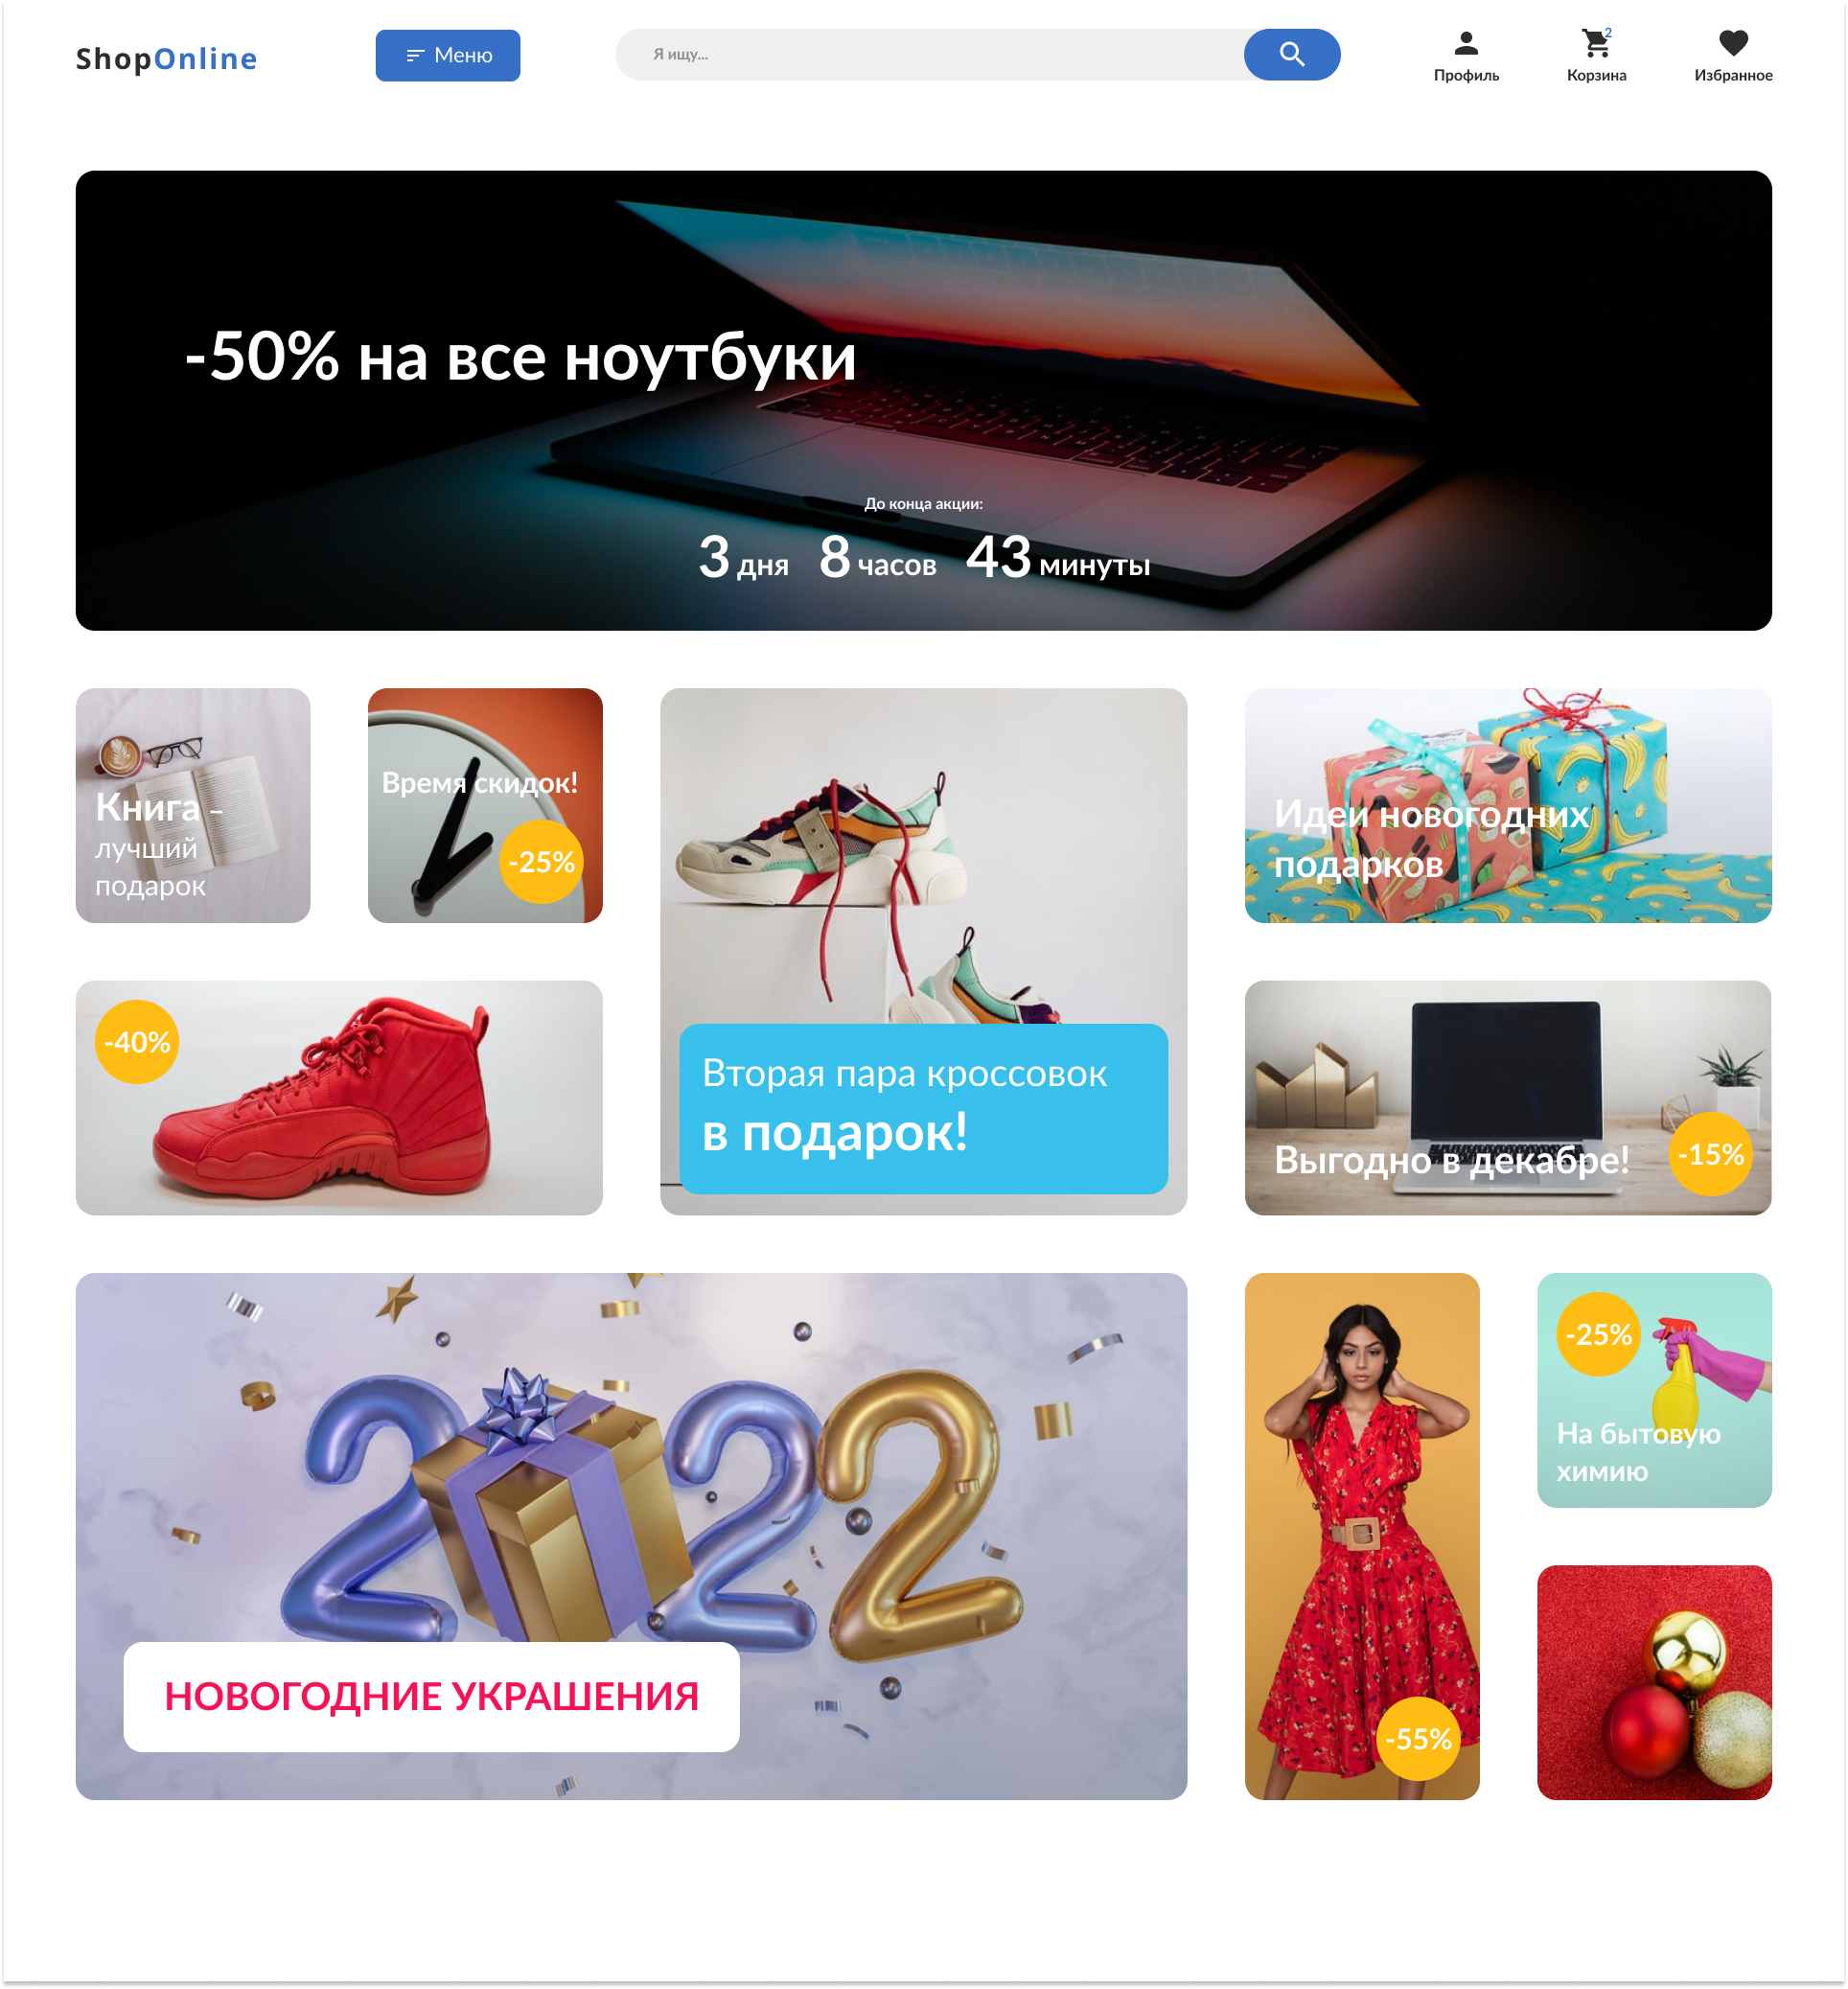 ShopOnline
Меню
Я ищу...
2
Профиль
Корзина
Избранное
-50% на все ноутбуки
До конца акции:
3 дня 8 часов 43 минуты
Книга –
лучший
подарок
Время скидок!
-25%
Вторая пара кроссовок
в подарок!
Идеи новогодних
подарков
-40%
Выгодно в декабре!
-15%
2022
НОВОГОДНИЕ УКРАШЕНИЯ
-55%
-25%
На бытовую
химию